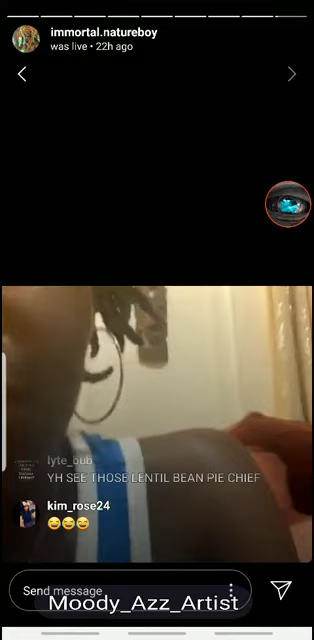 immortal.natureboy
was live • 22h ago
lyte_bub
YH SEE THOSE LENTIL BEAN PIE CHIEF
kim_rose24
😂😂😂
Send message
Moody_Azz_Artist